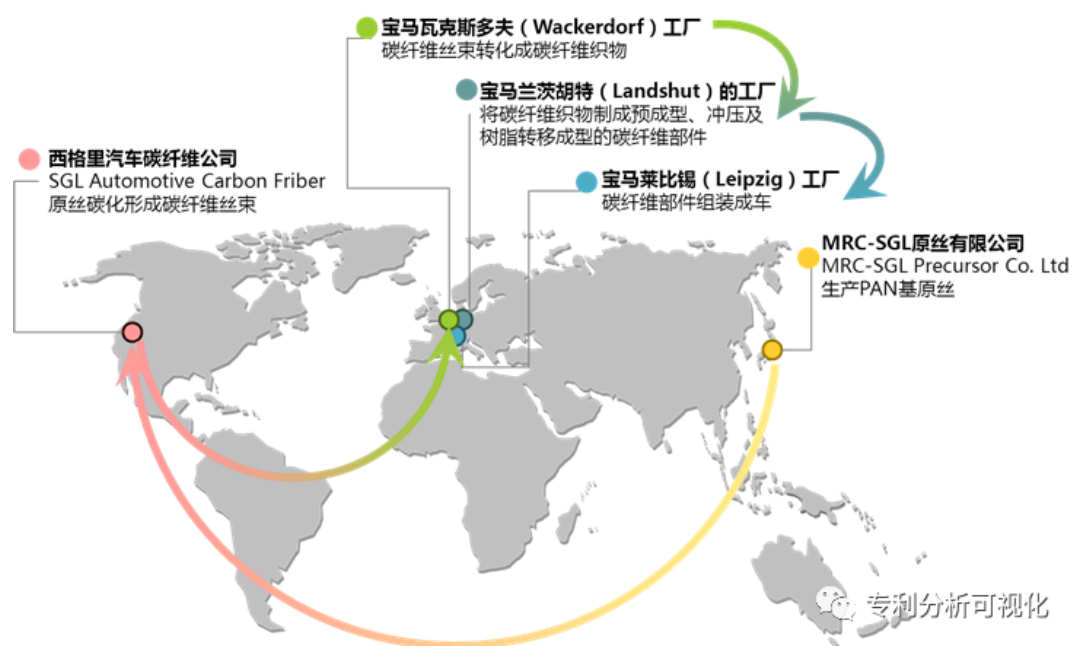 宝马瓦克斯多夫（Wackerdorf）工厂
碳纤维丝束转化成碳纤维织物
宝马兰茨胡特（Landshut）的工厂
将碳纤维织物制成预成型、冲压及
树脂转移成型的碳纤维部件
西格里汽车碳纤维公司
SGL Automotive Carbon Friber
原丝碳化形成碳纤维丝束
宝马莱比锡（Leipzig）工厂
碳纤维部件组装成车
MRC-SGL原丝有限公司
MRC-SGL Precursor Co. Ltd
生产PAN基原丝
专利分析可视化